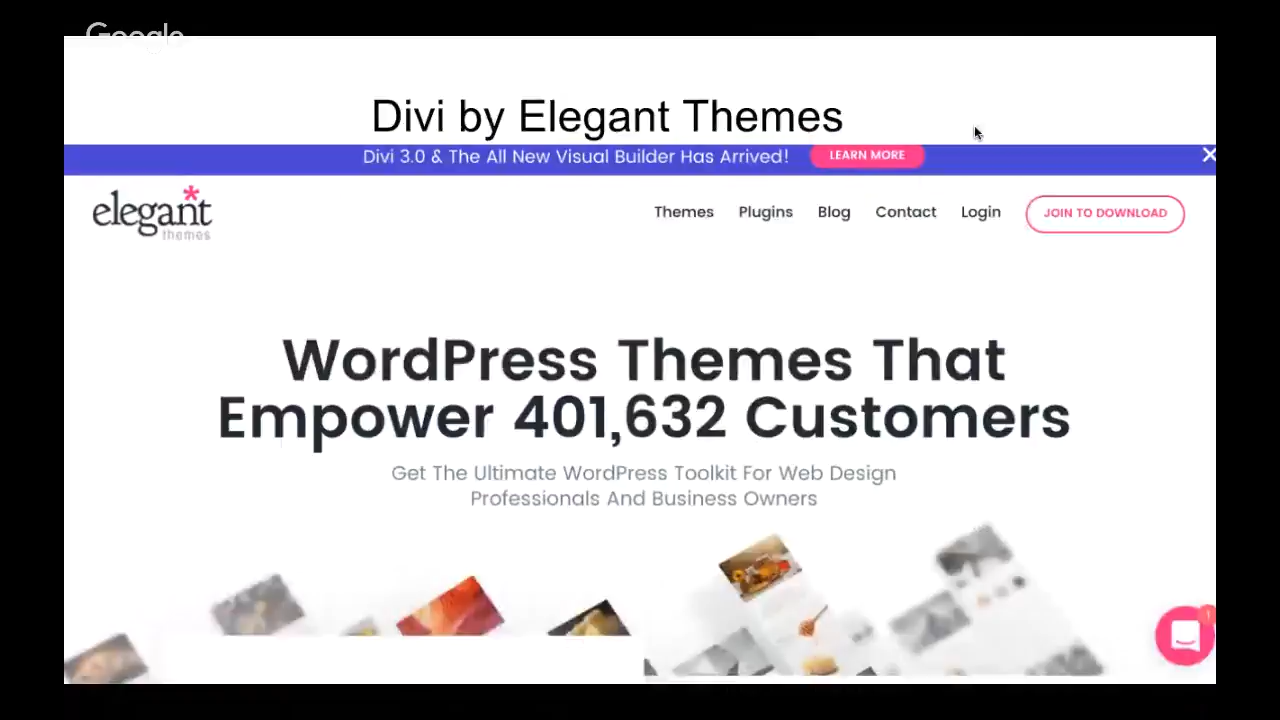 Google
Divi by Elegant Themes
Divi 3.0 & The All New Visual Builder Has Arrived! LEARN MORE
elegant
themes
Themes Plugins Blog Contact Login JOIN TO DOWNLOAD
WordPress Themes That
Empower 401,632 Customers
Get The Ultimate WordPress Toolkit For Web Design
Professionals And Business Owners
1